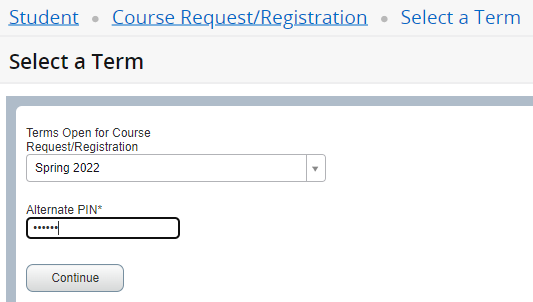 Student • Course Request/Registration • Select a Term
Select a Term
Terms Open for Course
Request/Registration
Spring 2022
Alternate PIN*
••••••
Continue